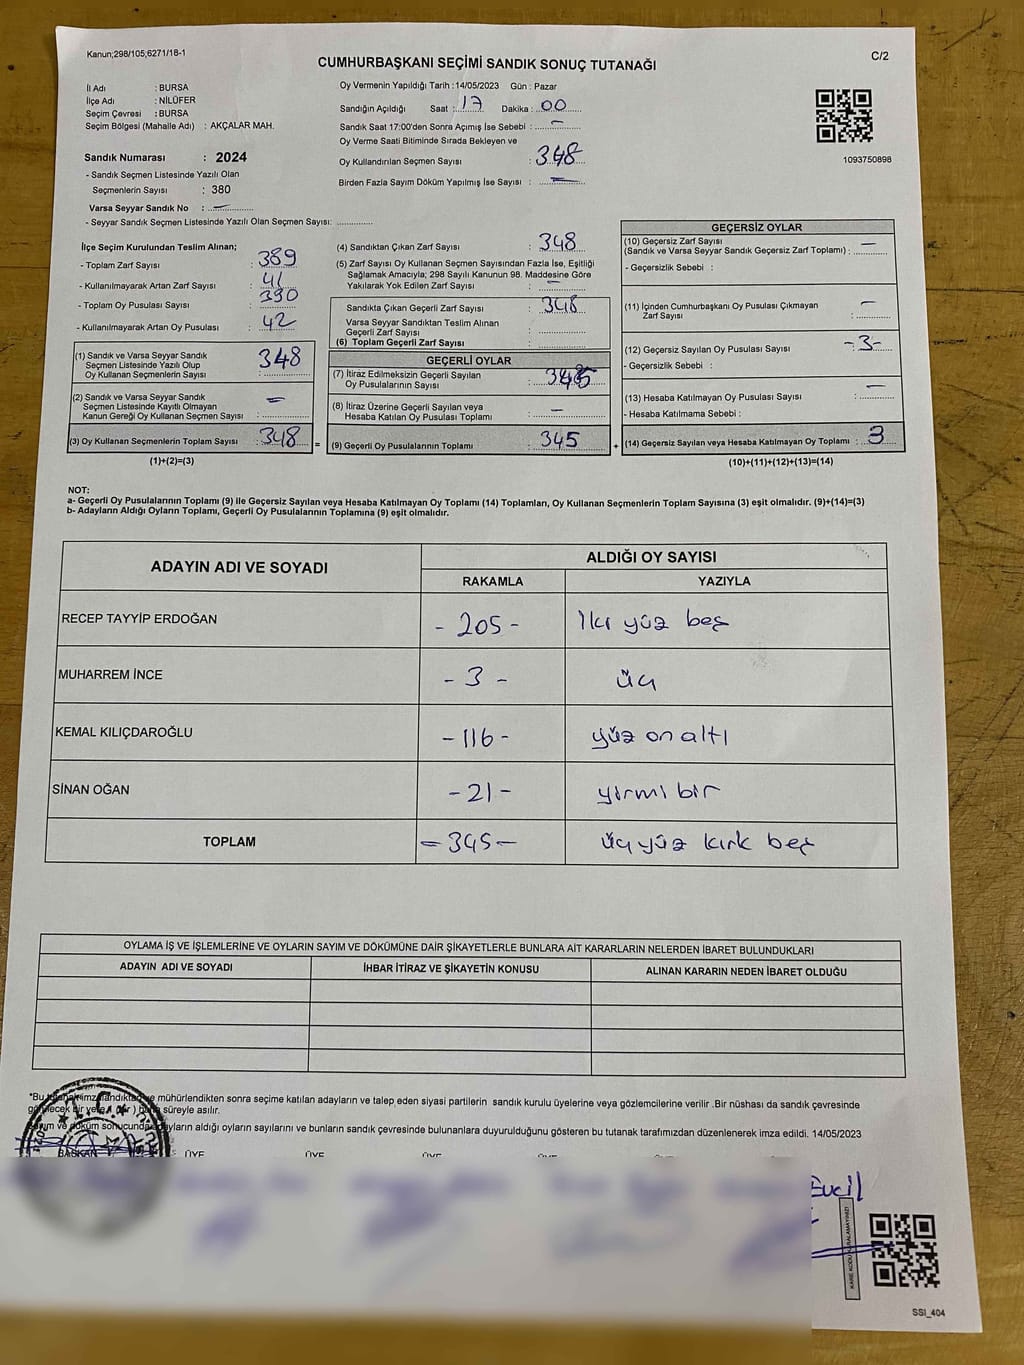 Kanun;298/105,6271/18-1
C/2
CUMHURBAŞKANI SEÇİMİ SANDIK SONUÇ TUTANAĞI
İl Adı : BURSA
İlçe Adı : NİLÜFER
Seçim Çevresi : BURSA
Seçim Bölgesi (Mahalle Adı) : AKÇALAR MAH.
Sandık Numarası : 2024
- Sandık Seçmen Listesinde Yazılı Olan
Seçmenlerin Sayısı : 380
Varsa Seyyar Sandık No : —
- Seyyar Sandık Seçmen Listesinde Yazılı Olan Seçmen Sayısı:
Oy Vermenin Yapıldığı Tarih :14/05/2023 Gün : Pazar
Sandığın Açıldığı Saat : 17 Dakika : 00
Sandık Saat 17:00'den Sonra Açımış İse Sebebi : —
Oy Verme Saati Bitiminde Sırada Bekleyen ve
Oy Kullandırılan Seçmen Sayısı : 348
Birden Fazla Sayım Döküm Yapılmış İse Sayısı : —
1093750898
İlçe Seçim Kurulundan Teslim Alınan;
- Toplam Zarf Sayısı : 389
- Kullanılmayarak Artan Zarf Sayısı : 41
- Toplam Oy Pusulası Sayısı : 390
- Kullanılmayarak Artan Oy Pusulası : 42
(1) Sandık ve Varsa Seyyar Sandık
Seçmen Listesinde Yazılı Olup
Oy Kullanan Seçmenlerin Sayısı : 348
(2) Sandık ve Varsa Seyyar Sandık
Seçmen Listesinde Kayıtlı Olmayan
Kanun Gereği Oy Kullanan Seçmen Sayısı : —
(3) Oy Kullanan Seçmenlerin Toplam Sayısı : 348 =
(1)+(2)=(3)
(4) Sandıktan Çıkan Zarf Sayısı : 348
(5) Zarf Sayısı Oy Kullanan Seçmen Sayısından Fazla İse, Eşitliği
Sağlamak Amacıyla; 298 Sayılı Kanunun 98. Maddesine Göre
Yakılarak Yok Edilen Zarf Sayısı : —
Sandıkta Çıkan Geçerli Zarf Sayısı : 348
Varsa Seyyar Sandıktan Teslim Alınan
Geçerli Zarf Sayısı :
(6) Toplam Geçerli Zarf Sayısı :
GEÇERLİ OYLAR
(7) İtiraz Edilmeksizin Geçerli Sayılan
Oy Pusulalarının Sayısı : 345
(8) İtiraz Üzerine Geçerli Sayılan veya
Hesaba Katılan Oy Pusulası Toplamı : —
(9) Geçerli Oy Pusulalarının Toplamı : 345 +
GEÇERSİZ OYLAR
(10) Geçersiz Zarf Sayısı
(Sandık ve Varsa Seyyar Sandık Geçersiz Zarf Toplamı) : —
- Geçersizlik Sebebi :
(11) İçinden Cumhurbaşkanı Oy Pusulası Çıkmayan
Zarf Sayısı : —
(12) Geçersiz Sayılan Oy Pusulası Sayısı : -3-
- Geçersizlik Sebebi :
(13) Hesaba Katılmayan Oy Pusulası Sayısı : —
- Hesaba Katılmama Sebebi :
(14) Geçersiz Sayılan veya Hesaba Katılmayan Oy Toplamı : 3
(10)+(11)+(12)+(13)=(14)
NOT:
a- Geçerli Oy Pusulalarının Toplamı (9) ile Geçersiz Sayılan veya Hesaba Katılmayan Oy Toplamı (14) Toplamları, Oy Kullanan Seçmenlerin Toplam Sayısına (3) eşit olmalıdır. (9)+(14)=(3)
b- Adayların Aldığı Oyların Toplamı, Geçerli Oy Pusulalarının Toplamına (9) eşit olmalıdır.
ADAYIN ADI VE SOYADI ALDIĞI OY SAYISI
RAKAMLA YAZIYLA
RECEP TAYYİP ERDOĞAN - 205 - İki yüz beş
MUHARREM İNCE - 3 - üç
KEMAL KILIÇDAROĞLU -116- yüz on altı
SİNAN OĞAN -21- yirmi bir
TOPLAM -345- üç yüz kırk beş
OYLAMA İŞ VE İŞLEMLERİNE VE OYLARIN SAYIM VE DÖKÜMÜNE DAİR ŞİKAYETLERLE BUNLARA AİT KARARLARIN NELERDEN İBARET BULUNDUKLARI
ADAYIN ADI VE SOYADI İHBAR İTİRAZ VE ŞİKAYETİN KONUSU ALINAN KARARIN NEDEN İBARET OLDUĞU
*Bu mühürlendikten sonra seçime katılan adayların ve talep eden siyasi partilerin sandık kurulu üyelerine veya gözlemcilerine verilir .Bir nüshası da sandık çevresinde
süreyle asılır.
ve döküm sonucunda adayların aldığı oyların sayılarını ve bunların sandık çevresinde bulunanlara duyurulduğunu gösteren bu tutanak tarafımızdan düzenlenerek imza edildi. 14/05/2023
BAŞKAN ÜYE ÜYE ÜYE
KARE KODU KARALAMAYINIZ!
SSI_404